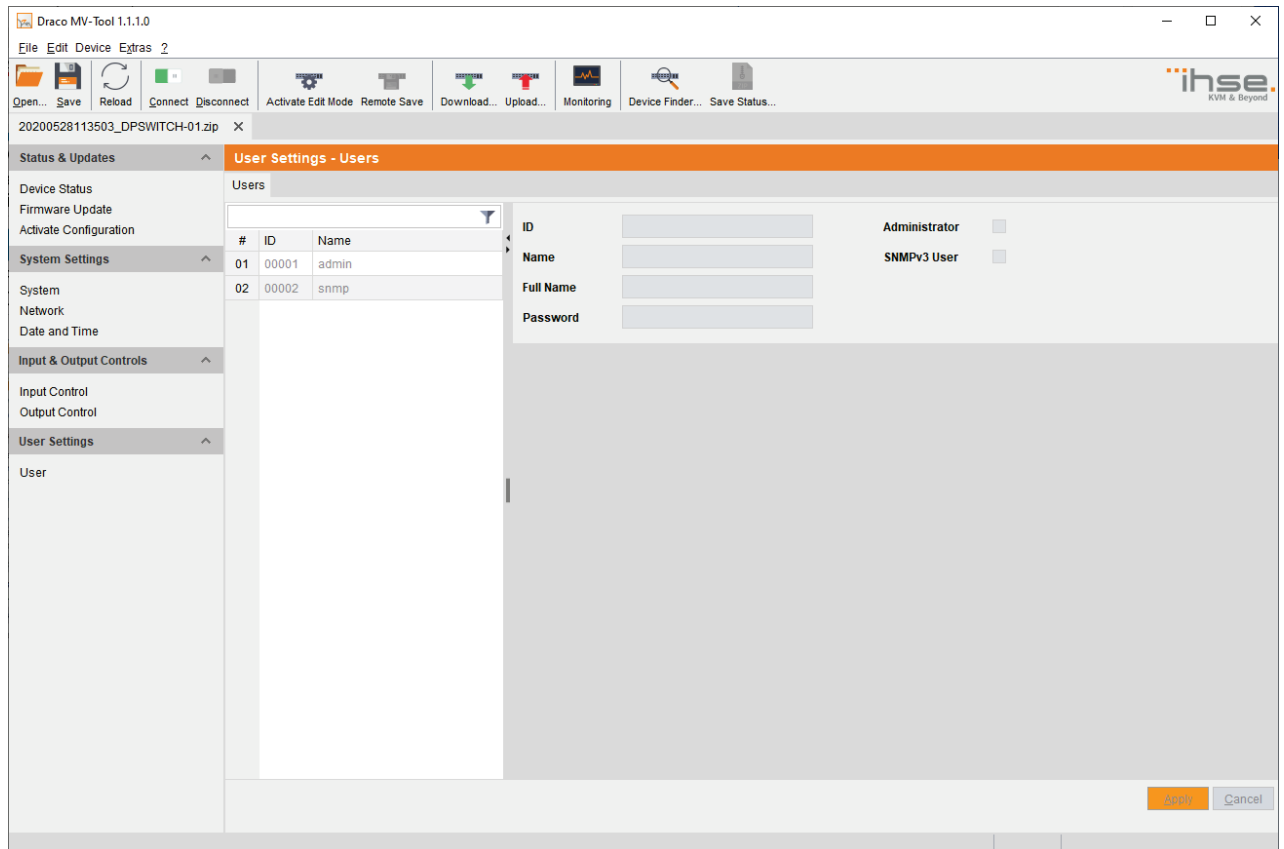 Draco MV-Tool 1.1.1.0
File Edit Device Extras ?
Open... Save Reload Connect Disconnect Activate Edit Mode Remote Save Download... Upload... Monitoring Device Finder... Save Status...
ihse.
KVM & Beyond
20200528113503_DPSWITCH-01.zip
Status & Updates
Device Status
Firmware Update
Activate Configuration
System Settings
System
Network
Date and Time
Input & Output Controls
Input Control
Output Control
User Settings
User
User Settings - Users
Users
# ID Name
01 00001 admin
02 00002 snmp
ID
Name
Full Name
Password
Administrator
SNMPv3 User
Apply Cancel